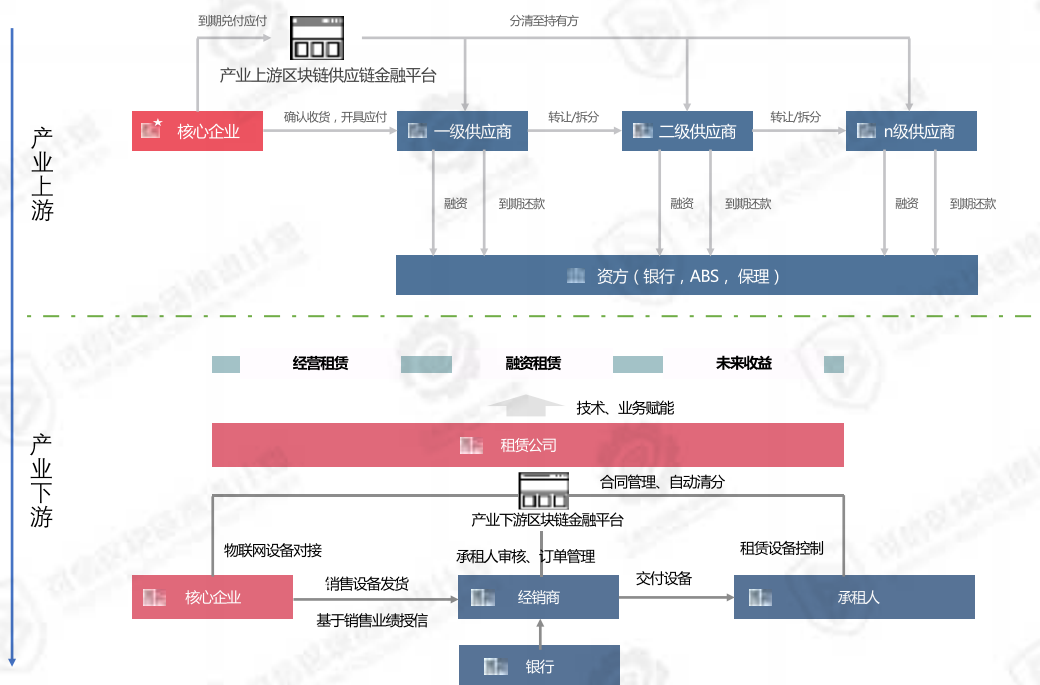 到期兑付应付
分清至持有方
产业上游区块链供应链金融平台
产业上游
核心企业
确认收货，开具应付
一级供应商
转让/拆分
二级供应商
转让/拆分
n级供应商
融资
到期还款
融资
到期还款
融资
到期还款
资方（银行，ABS，保理）
经营租赁
融资租赁
未来收益
技术、业务赋能
产业下游
租赁公司
合同管理、自动清分
产业下游区块链金融平台
物联网设备对接
承租人审核、订单管理
租赁设备控制
核心企业
销售设备发货
基于销售业绩授信
经销商
交付设备
承租人
银行